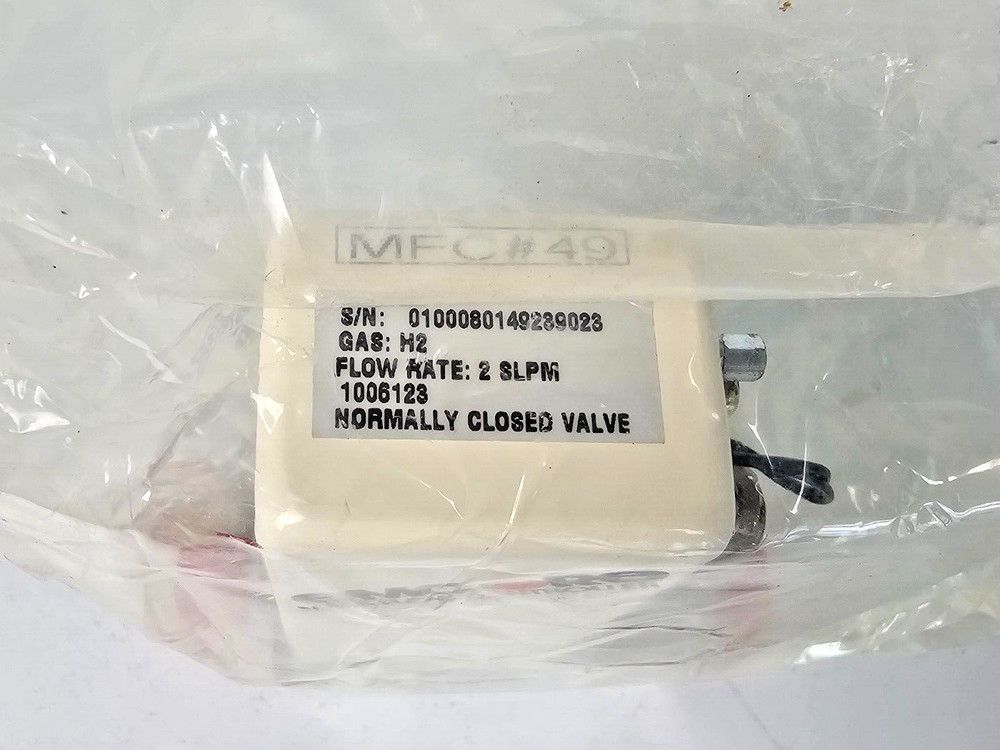 MFC#49
S/N: 0100080149239023
GAS: H2
FLOW RATE: 2 SLPM
1006123
NORMALLY CLOSED VALVE